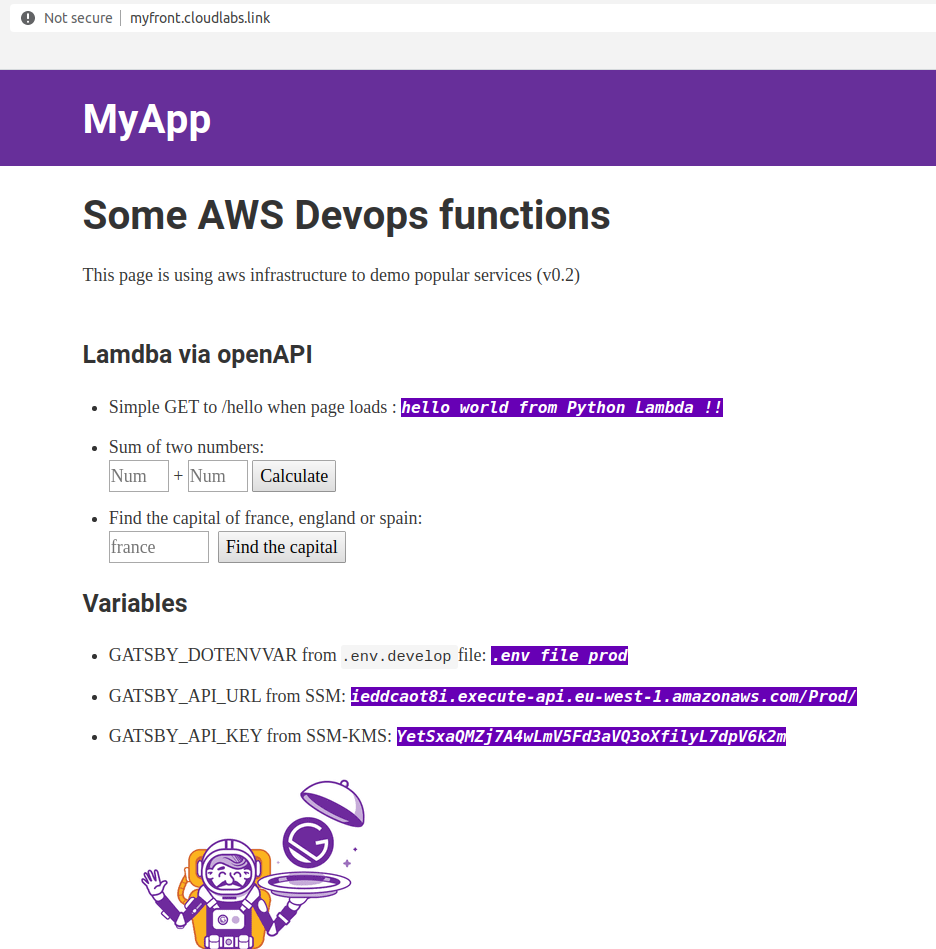 Not secure | myfront.cloudlabs.link
MyApp
Some AWS Devops functions
This page is using aws infrastructure to demo popular services (v0.2)
Lamdba via openAPI
Simple GET to /hello when page loads : hello world from Python Lambda !!
Sum of two numbers:
Num + Num Calculate
Find the capital of france, england or spain:
france Find the capital
Variables
GATSBY_DOTENVVAR from .env.develop file: .env file prod
GATSBY_API_URL from SSM: ieddcaot8i.execute-api.eu-west-1.amazonaws.com/Prod/
GATSBY_API_KEY from SSM-KMS: YetSxaQMZj7A4wLmV5Fd3aVQ3oXfilyL7dpV6k2m